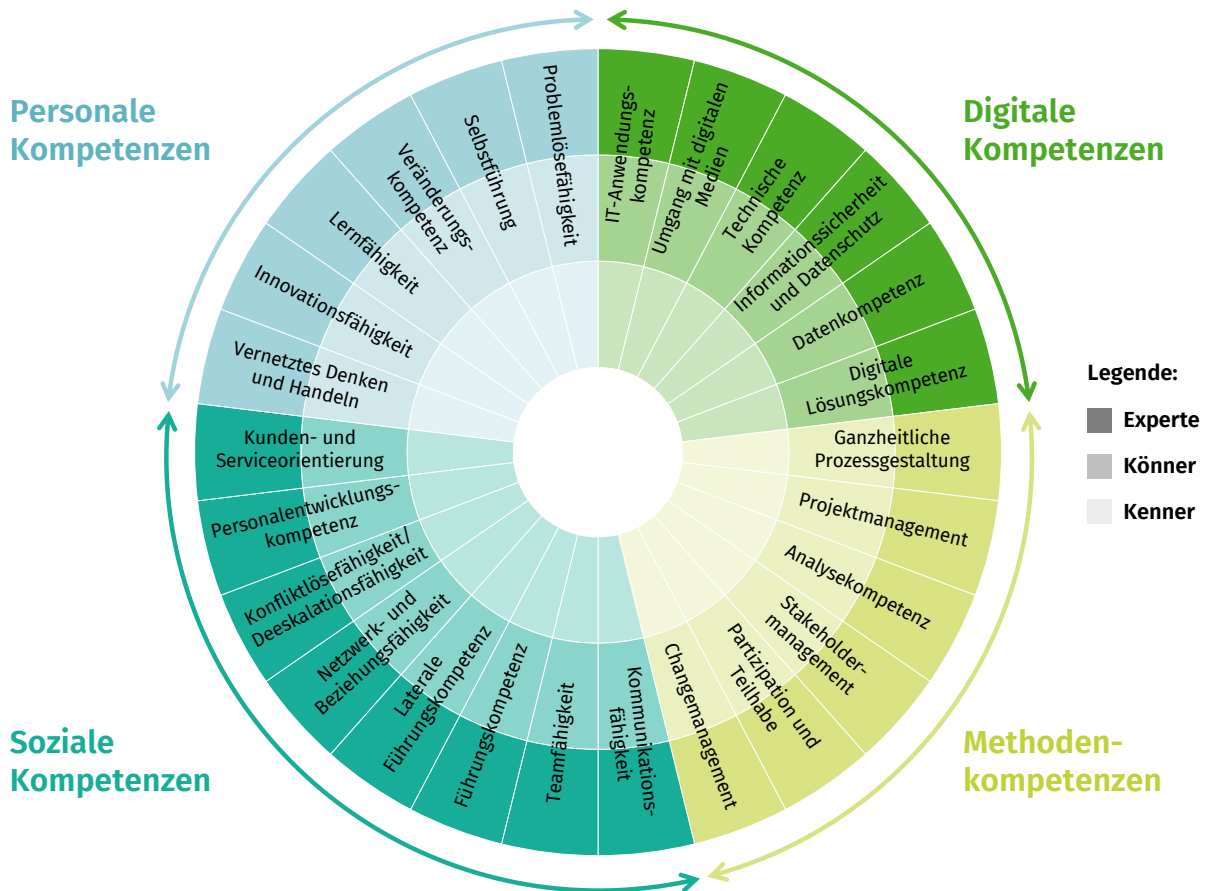 Personale
Kompetenzen
Digitale
Kompetenzen
Problemlösefähigkeit
Selbstführung
Veränderungs-
kompetenz
Lernfähigkeit
Innovationsfähigkeit
Vernetztes Denken
und Handeln
IT-Anwendungs-
kompetenz
Umgang mit digitalen
Medien
Technische
Kompetenz
Informationssicherheit
und Datenschutz
Datenkompetenz
Digitale
Lösungskompetenz
Legende:
Experte
Könner
Kenner
Ganzheitliche
Prozessgestaltung
Projektmanagement
Analysekompetenz
Stakeholder-
management
Partizipation und
Teilhabe
Changemanagement
Kunden- und
Serviceorientierung
Personalentwicklungs-
kompetenz
Konfliktlösefähigkeit/
Deeskalationsfähigkeit
Netzwerk- und
Beziehungsfähigkeit
Laterale
Führungskompetenz
Führungskompetenz
Teamfähigkeit
Kommunikations-
fähigkeit
Soziale
Kompetenzen
Methoden-
kompetenzen